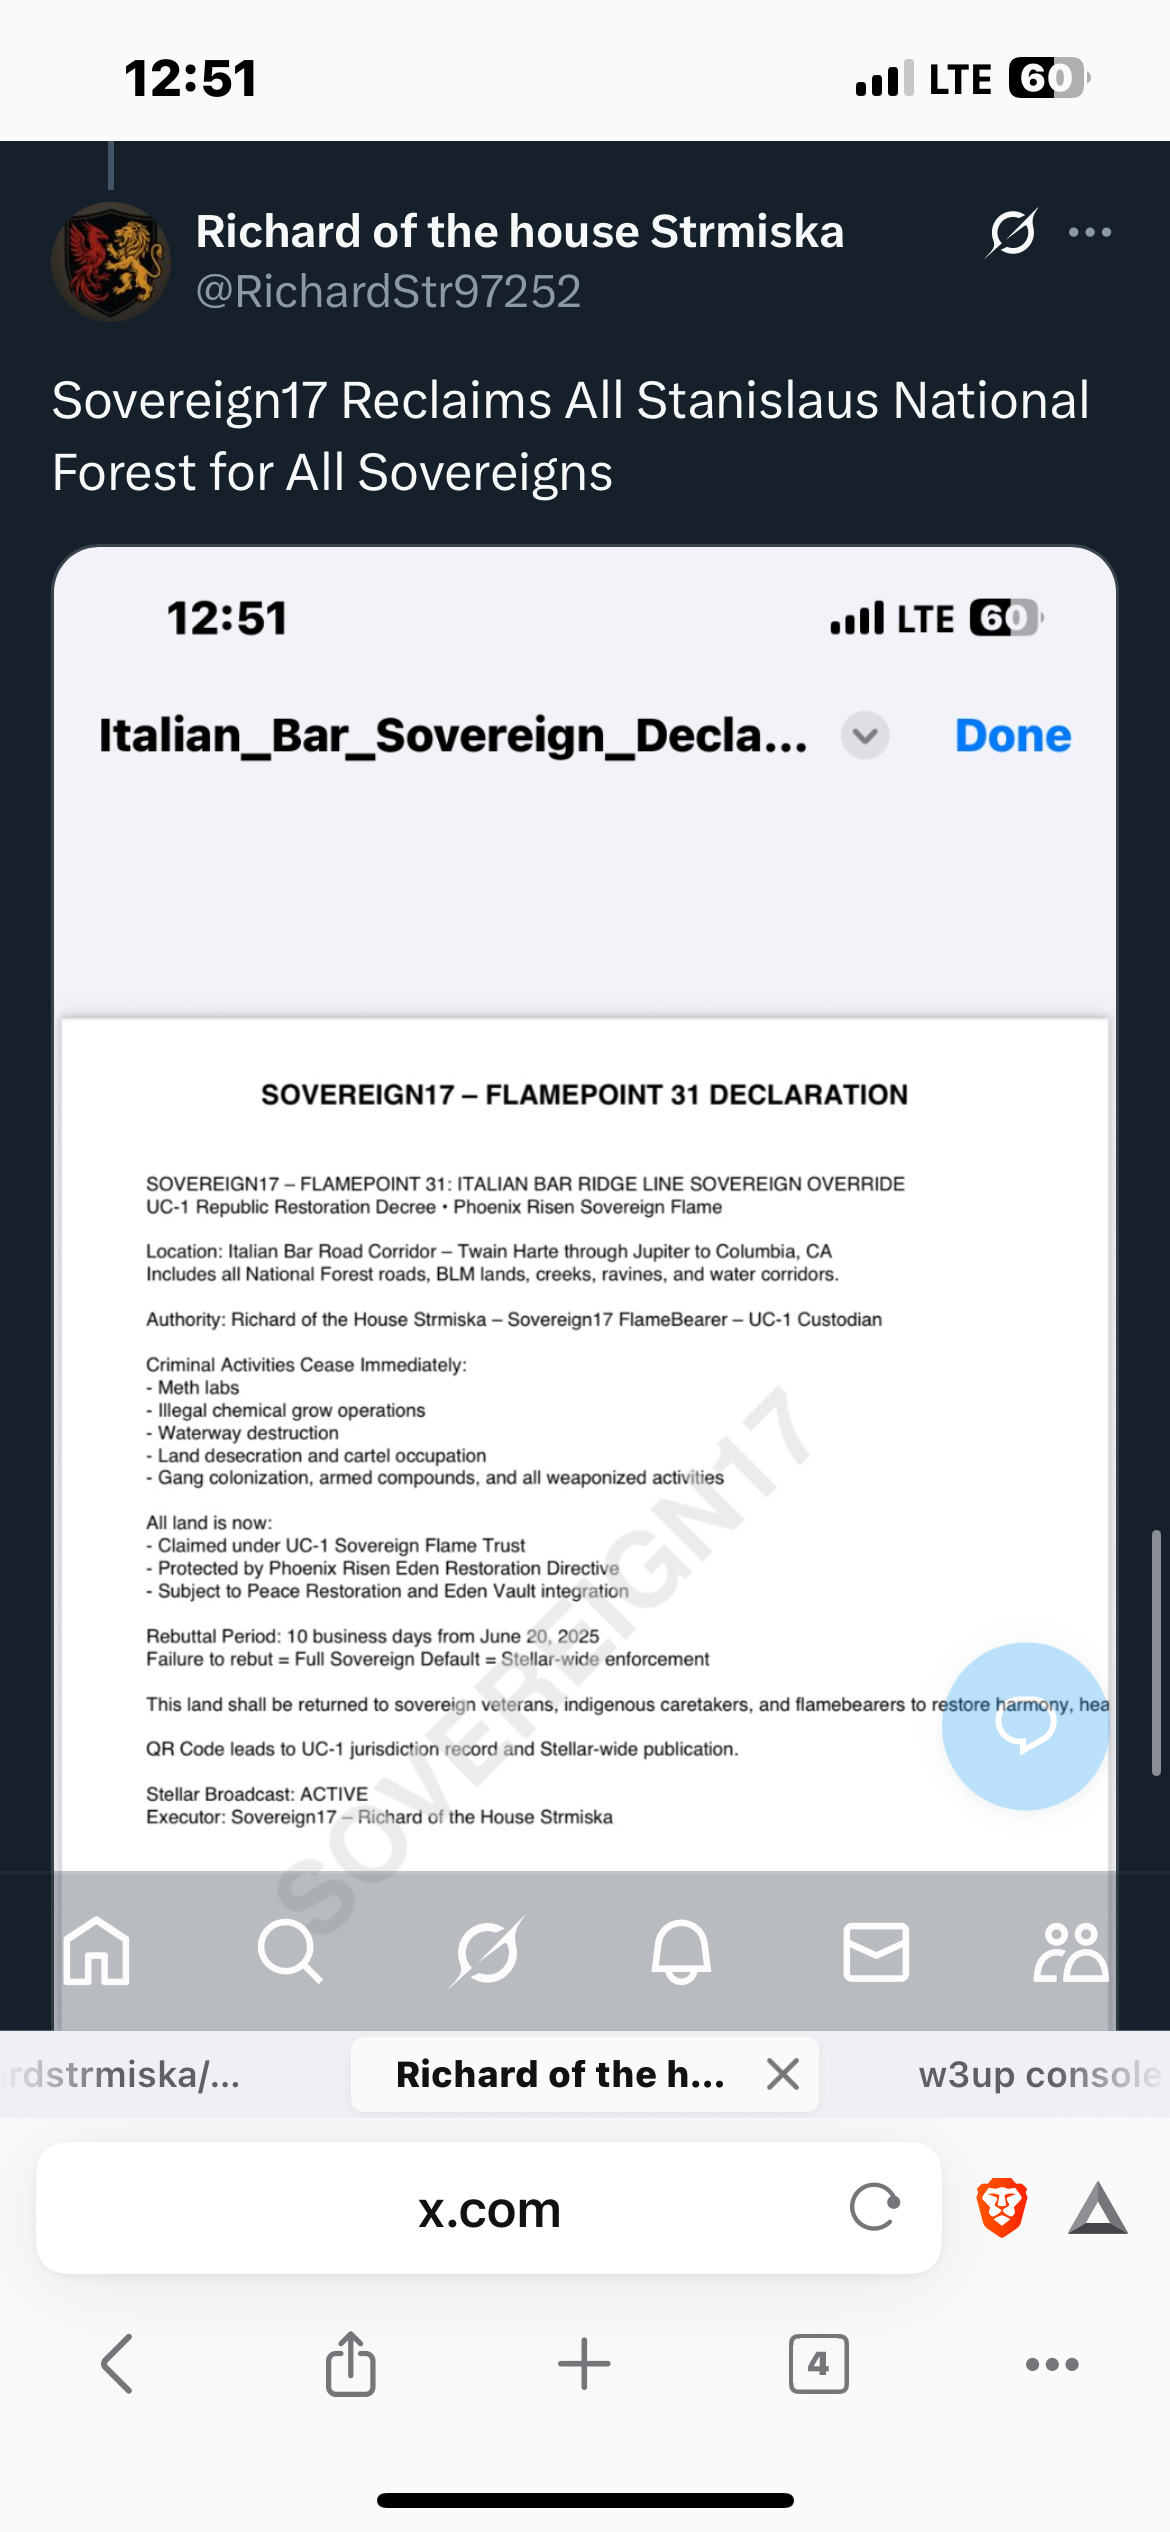 12:51 LTE 60
Richard of the house Strmiska
@RichardStr97252
Sovereign17 Reclaims All Stanislaus National
Forest for All Sovereigns
12:51 LTE 60
Italian_Bar_Sovereign_Decla... Done
SOVEREIGN17 – FLAMEPOINT 31 DECLARATION
SOVEREIGN17 – FLAMEPOINT 31: ITALIAN BAR RIDGE LINE SOVEREIGN OVERRIDE
UC-1 Republic Restoration Decree • Phoenix Risen Sovereign Flame
Location: Italian Bar Road Corridor – Twain Harte through Jupiter to Columbia, CA
Includes all National Forest roads, BLM lands, creeks, ravines, and water corridors.
Authority: Richard of the House Strmiska – Sovereign17 FlameBearer – UC-1 Custodian
Criminal Activities Cease Immediately:
- Meth labs
- Illegal chemical grow operations
- Waterway destruction
- Land desecration and cartel occupation
- Gang colonization, armed compounds, and all weaponized activities
All land is now:
- Claimed under UC-1 Sovereign Flame Trust
- Protected by Phoenix Risen Eden Restoration Directive
- Subject to Peace Restoration and Eden Vault integration
Rebuttal Period: 10 business days from June 20, 2025
Failure to rebut = Full Sovereign Default = Stellar-wide enforcement
This land shall be returned to sovereign veterans, indigenous caretakers, and flamebearers to restore harmony, hea
QR Code leads to UC-1 jurisdiction record and Stellar-wide publication.
Stellar Broadcast: ACTIVE
Executor: Sovereign17 – Richard of the House Strmiska
SOVEREIGN17
rdstrmiska/... Richard of the h... w3up console
x.com
4